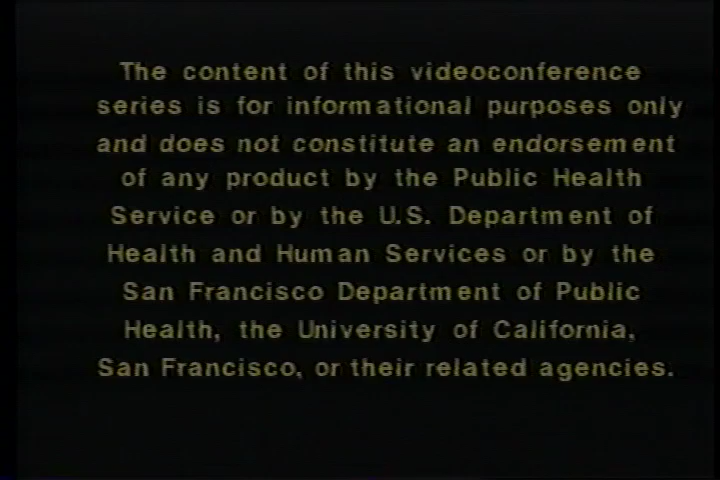 The content of this videoconference
series is for informational purposes only
and does not constitute an endorsement
of any product by the Public Health
Service or by the U.S. Department of
Health and Human Services or by the
San Francisco Department of Public
Health, the University of California,
San Francisco, or their related agencies.